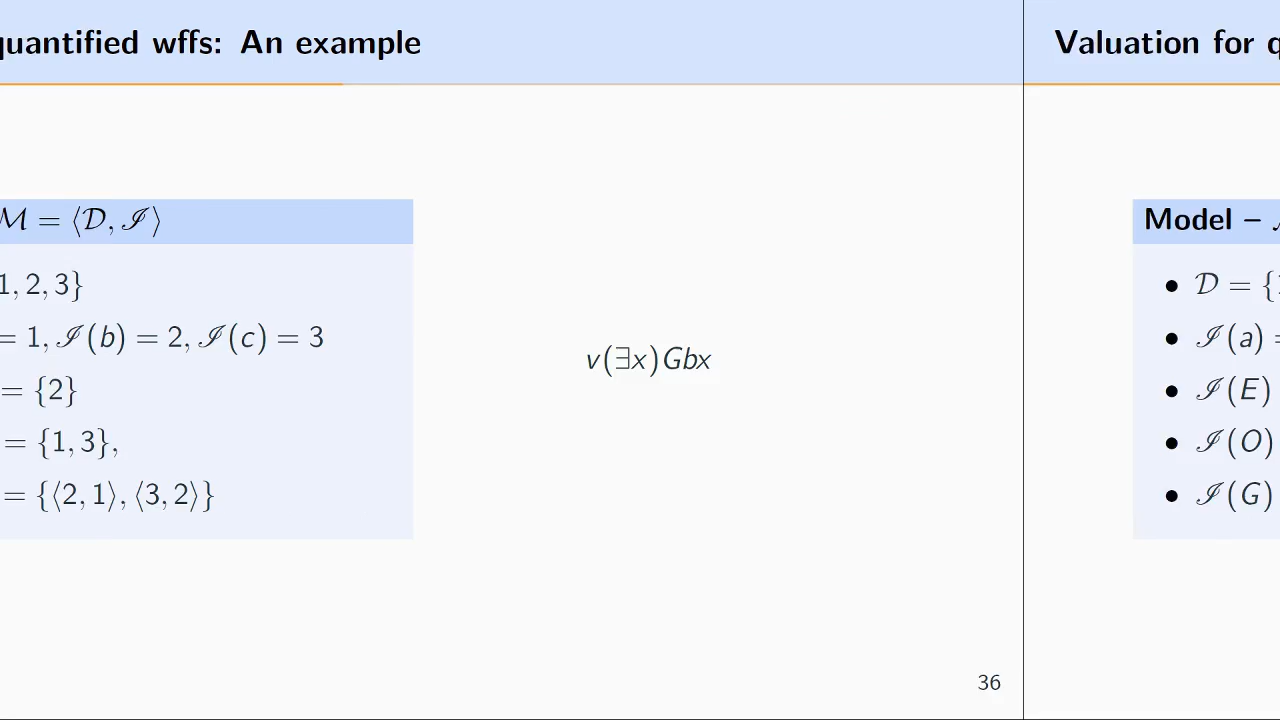 quantified wffs: An example
ℳ = ⟨𝒟, ℐ⟩
1, 2, 3}
= 1, ℐ(b) = 2, ℐ(c) = 3
= {2}
= {1, 3},
= {⟨2, 1⟩, ⟨3, 2⟩}
v(∃x)Gbx
36
Valuation for q
Model –
• 𝒟 = {1
• ℐ(a) =
• ℐ(E)
• ℐ(O)
• ℐ(G)